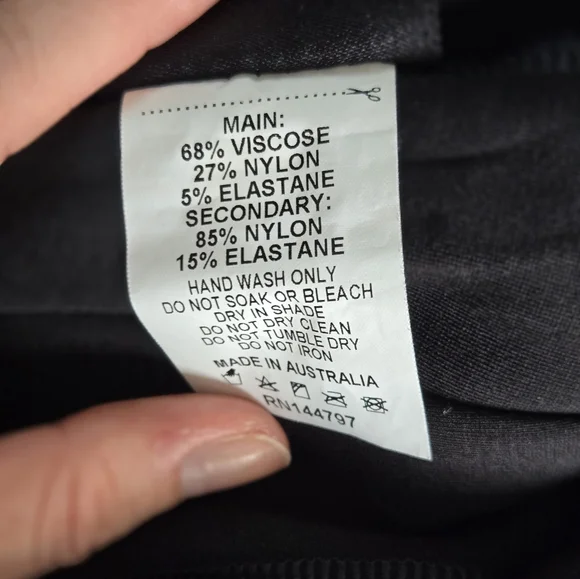 MAIN:
68% VISCOSE
27% NYLON
5% ELASTANE
SECONDARY:
85% NYLON
15% ELASTANE
HAND WASH ONLY
DO NOT SOAK OR BLEACH
DRY IN SHADE
DO NOT DRY CLEAN
DO NOT TUMBLE DRY
DO NOT IRON
MADE IN AUSTRALIA
RN144797